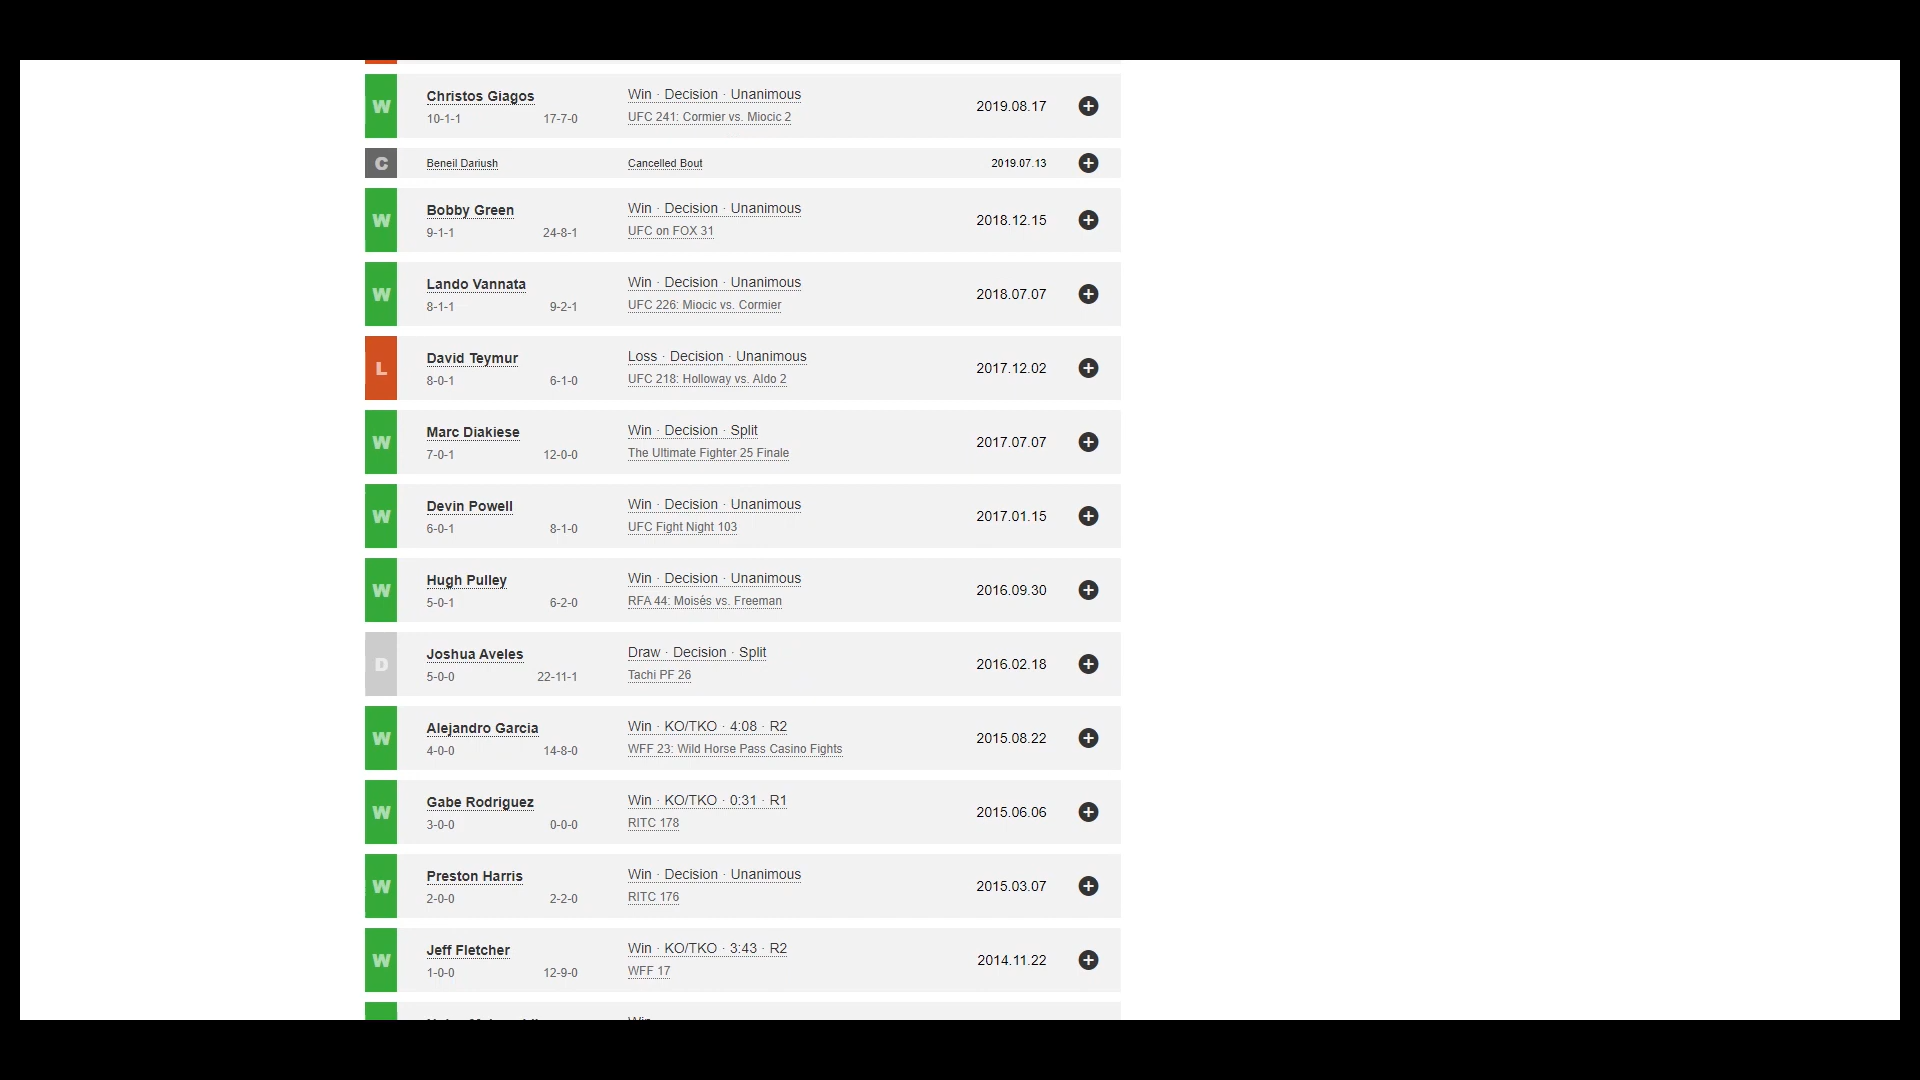 W Christos Giagos Win · Decision · Unanimous 2019.08.17
10-1-1 17-7-0 UFC 241: Cormier vs. Miocic 2
C Beneil Dariush Cancelled Bout 2019.07.13
W Bobby Green Win · Decision · Unanimous 2018.12.15
9-1-1 24-8-1 UFC on FOX 31
W Lando Vannata Win · Decision · Unanimous 2018.07.07
8-1-1 9-2-1 UFC 226: Miocic vs. Cormier
L David Teymur Loss · Decision · Unanimous 2017.12.02
8-0-1 6-1-0 UFC 218: Holloway vs. Aldo 2
W Marc Diakiese Win · Decision · Split 2017.07.07
7-0-1 12-0-0 The Ultimate Fighter 25 Finale
W Devin Powell Win · Decision · Unanimous 2017.01.15
6-0-1 8-1-0 UFC Fight Night 103
W Hugh Pulley Win · Decision · Unanimous 2016.09.30
5-0-1 6-2-0 RFA 44: Moisés vs. Freeman
D Joshua Aveles Draw · Decision · Split 2016.02.18
5-0-0 22-11-1 Tachi PF 26
W Alejandro Garcia Win · KO/TKO · 4:08 · R2 2015.08.22
4-0-0 14-8-0 WFF 23: Wild Horse Pass Casino Fights
W Gabe Rodriguez Win · KO/TKO · 0:31 · R1 2015.06.06
3-0-0 0-0-0 RITC 178
W Preston Harris Win · Decision · Unanimous 2015.03.07
2-0-0 2-2-0 RITC 176
W Jeff Fletcher Win · KO/TKO · 3:43 · R2 2014.11.22
1-0-0 12-9-0 WFF 17
Win